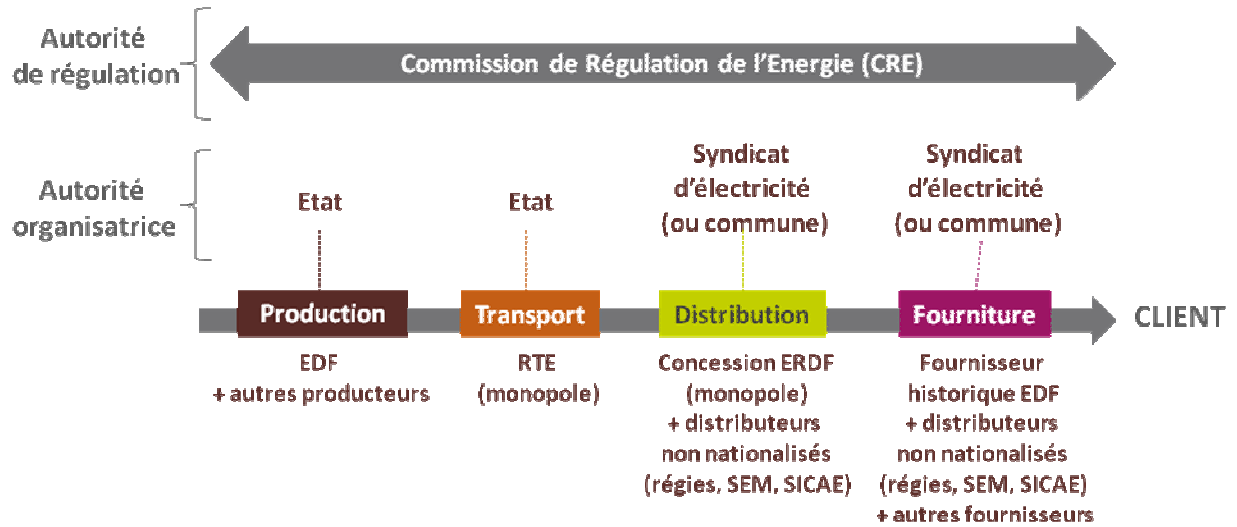 Autorité
de régulation
Commission de Régulation de l'Energie (CRE)
Autorité
organisatrice
Etat
Etat
Syndicat
d'électricité
(ou commune)
Syndicat
d'électricité
(ou commune)
Production
Transport
Distribution
Fourniture
CLIENT
EDF
+ autres producteurs
RTE
(monopole)
Concession ERDF
(monopole)
+ distributeurs
non nationalisés
(régies, SEM, SICAE)
Fournisseur
historique EDF
+ distributeurs
non nationalisés
(régies, SEM, SICAE)
+ autres fournisseurs